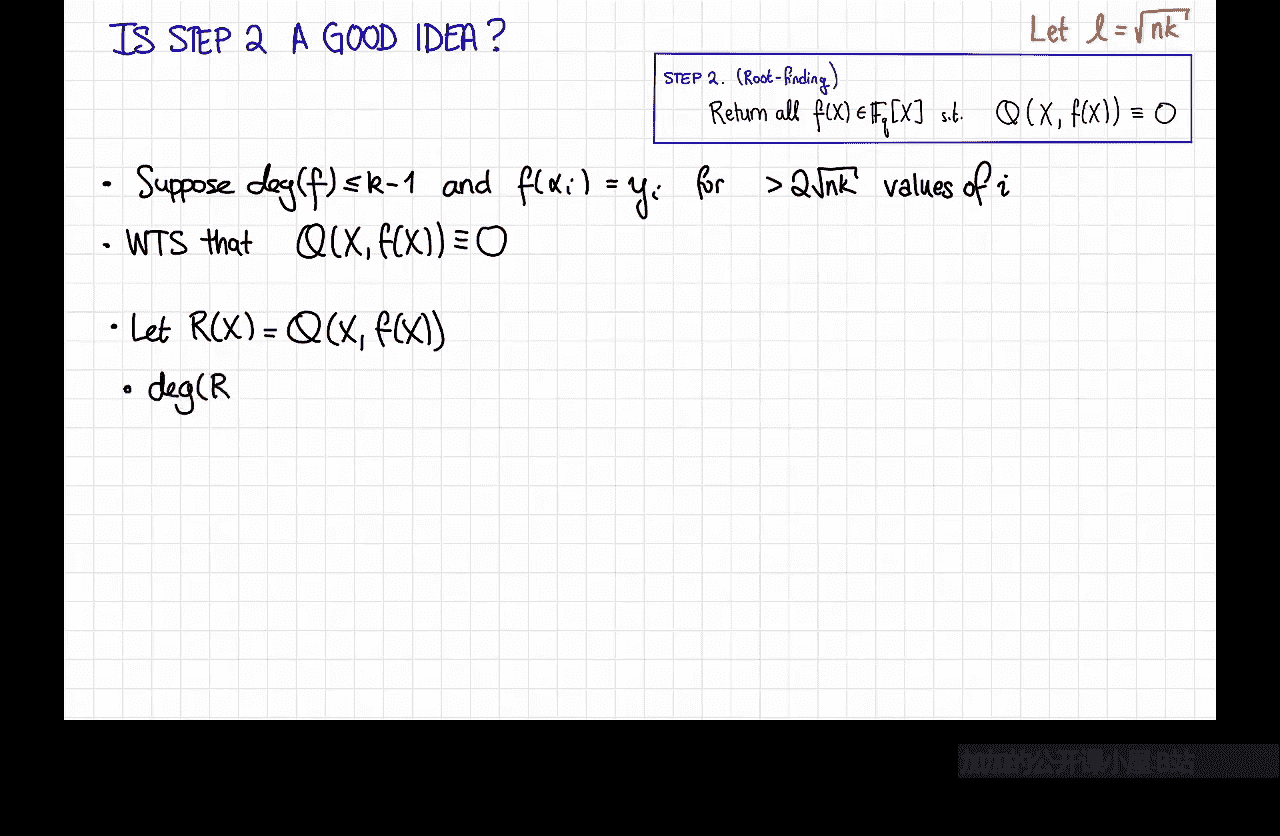 IS STEP 2 A GOOD IDEA?
Let l = √nk
STEP 2. (Root-finding)
Return all f(X) ∈ F_q[X] s.t. Q(X, f(X)) ≡ 0
• Suppose deg(f) ≤ k-1 and f(α_i) = y_i for > 2√nk values of i
• WTS that Q(X, f(X)) ≡ 0
• Let R(X) = Q(X, f(X))
• deg(R